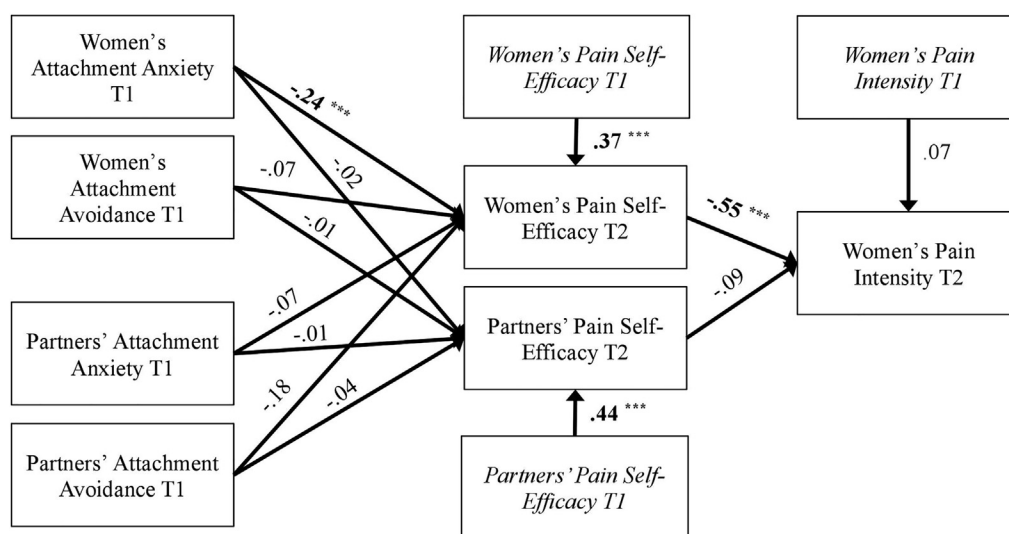 Women's
Attachment Anxiety
T1
Women's
Attachment
Avoidance T1
Partners' Attachment
Anxiety T1
Partners' Attachment
Avoidance T1
-.24 ***
-.02
-.07
-.01
-.07
-.01
-.18
-.04
Women's Pain Self-
Efficacy T1
.37 ***
Women's Pain Self-
Efficacy T2
Partners' Pain Self-
Efficacy T2
.44 ***
Partners' Pain Self-
Efficacy T1
-.55 ***
-.09
Women's Pain
Intensity T1
.07
Women's Pain
Intensity T2